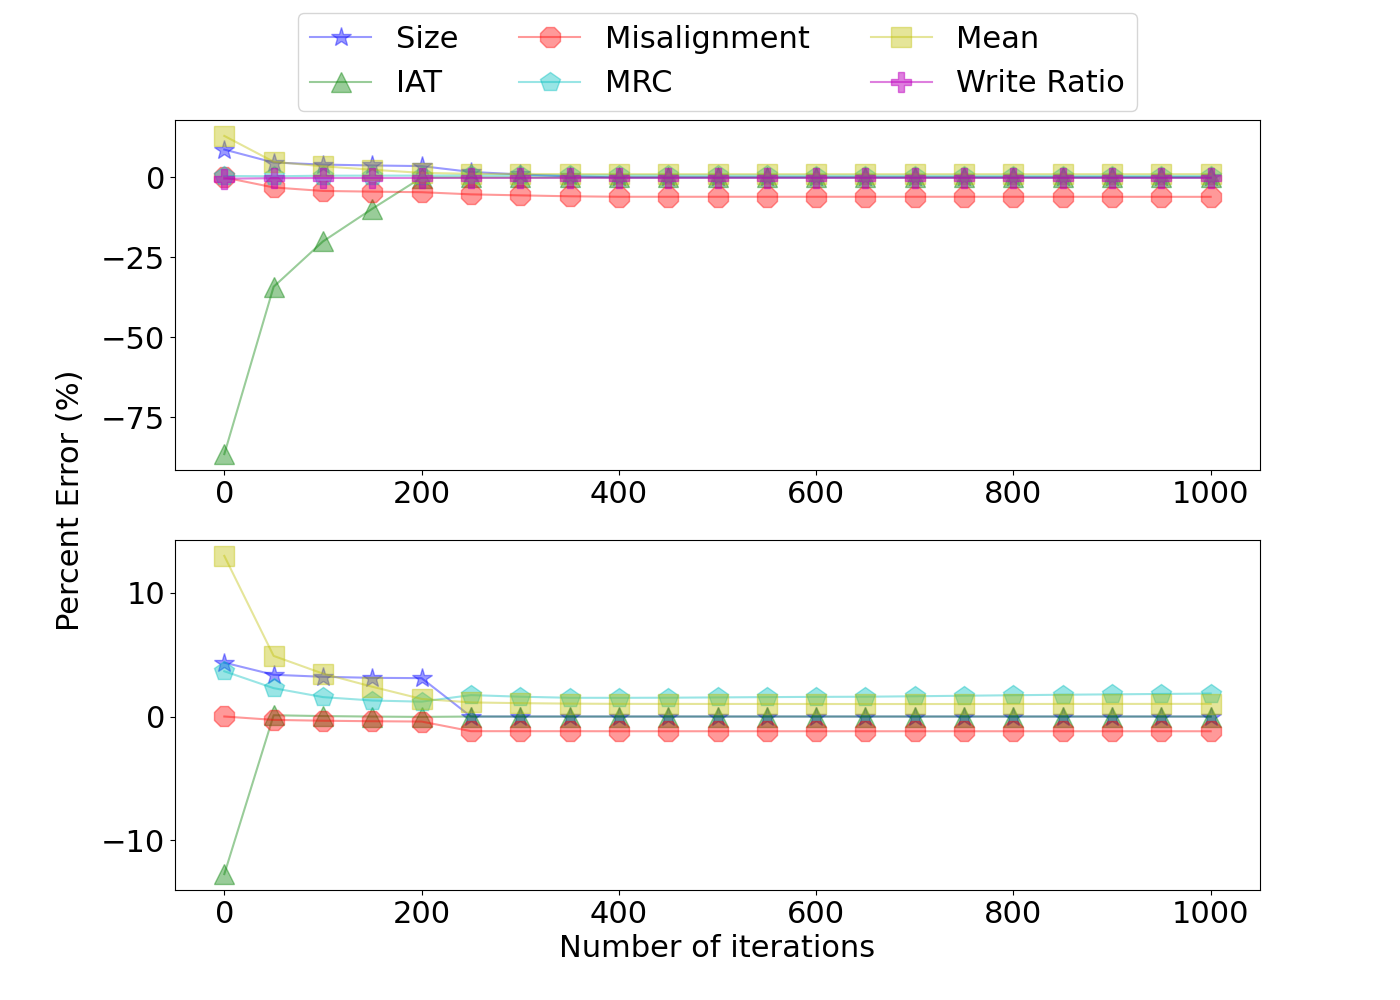 Size Misalignment Mean
IAT MRC Write Ratio
0
−25
−50
−75
0 200 400 600 800 1000
Percent Error (%)
10
0
−10
0 200 400 600 800 1000
Number of iterations